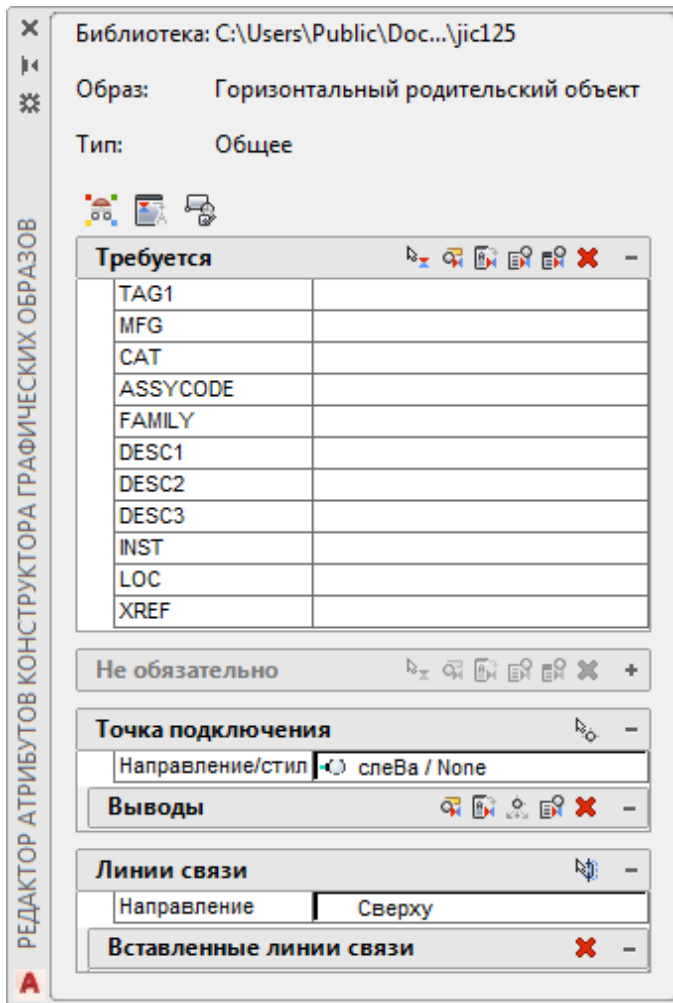 Библиотека: C:\Users\Public\Doc...\jic125
Образ: Горизонтальный родительский объект
Тип: Общее
РЕДАКТОР АТРИБУТОВ КОНСТРУКТОРА ГРАФИЧЕСКИХ ОБРАЗОВ
Требуется
TAG1
MFG
CAT
ASSYCODE
FAMILY
DESC1
DESC2
DESC3
INST
LOC
XREF
Не обязательно
Точка подключения
Направление/стил слеВа / None
Выводы
Линии связи
Направление Сверху
Вставленные линии связи